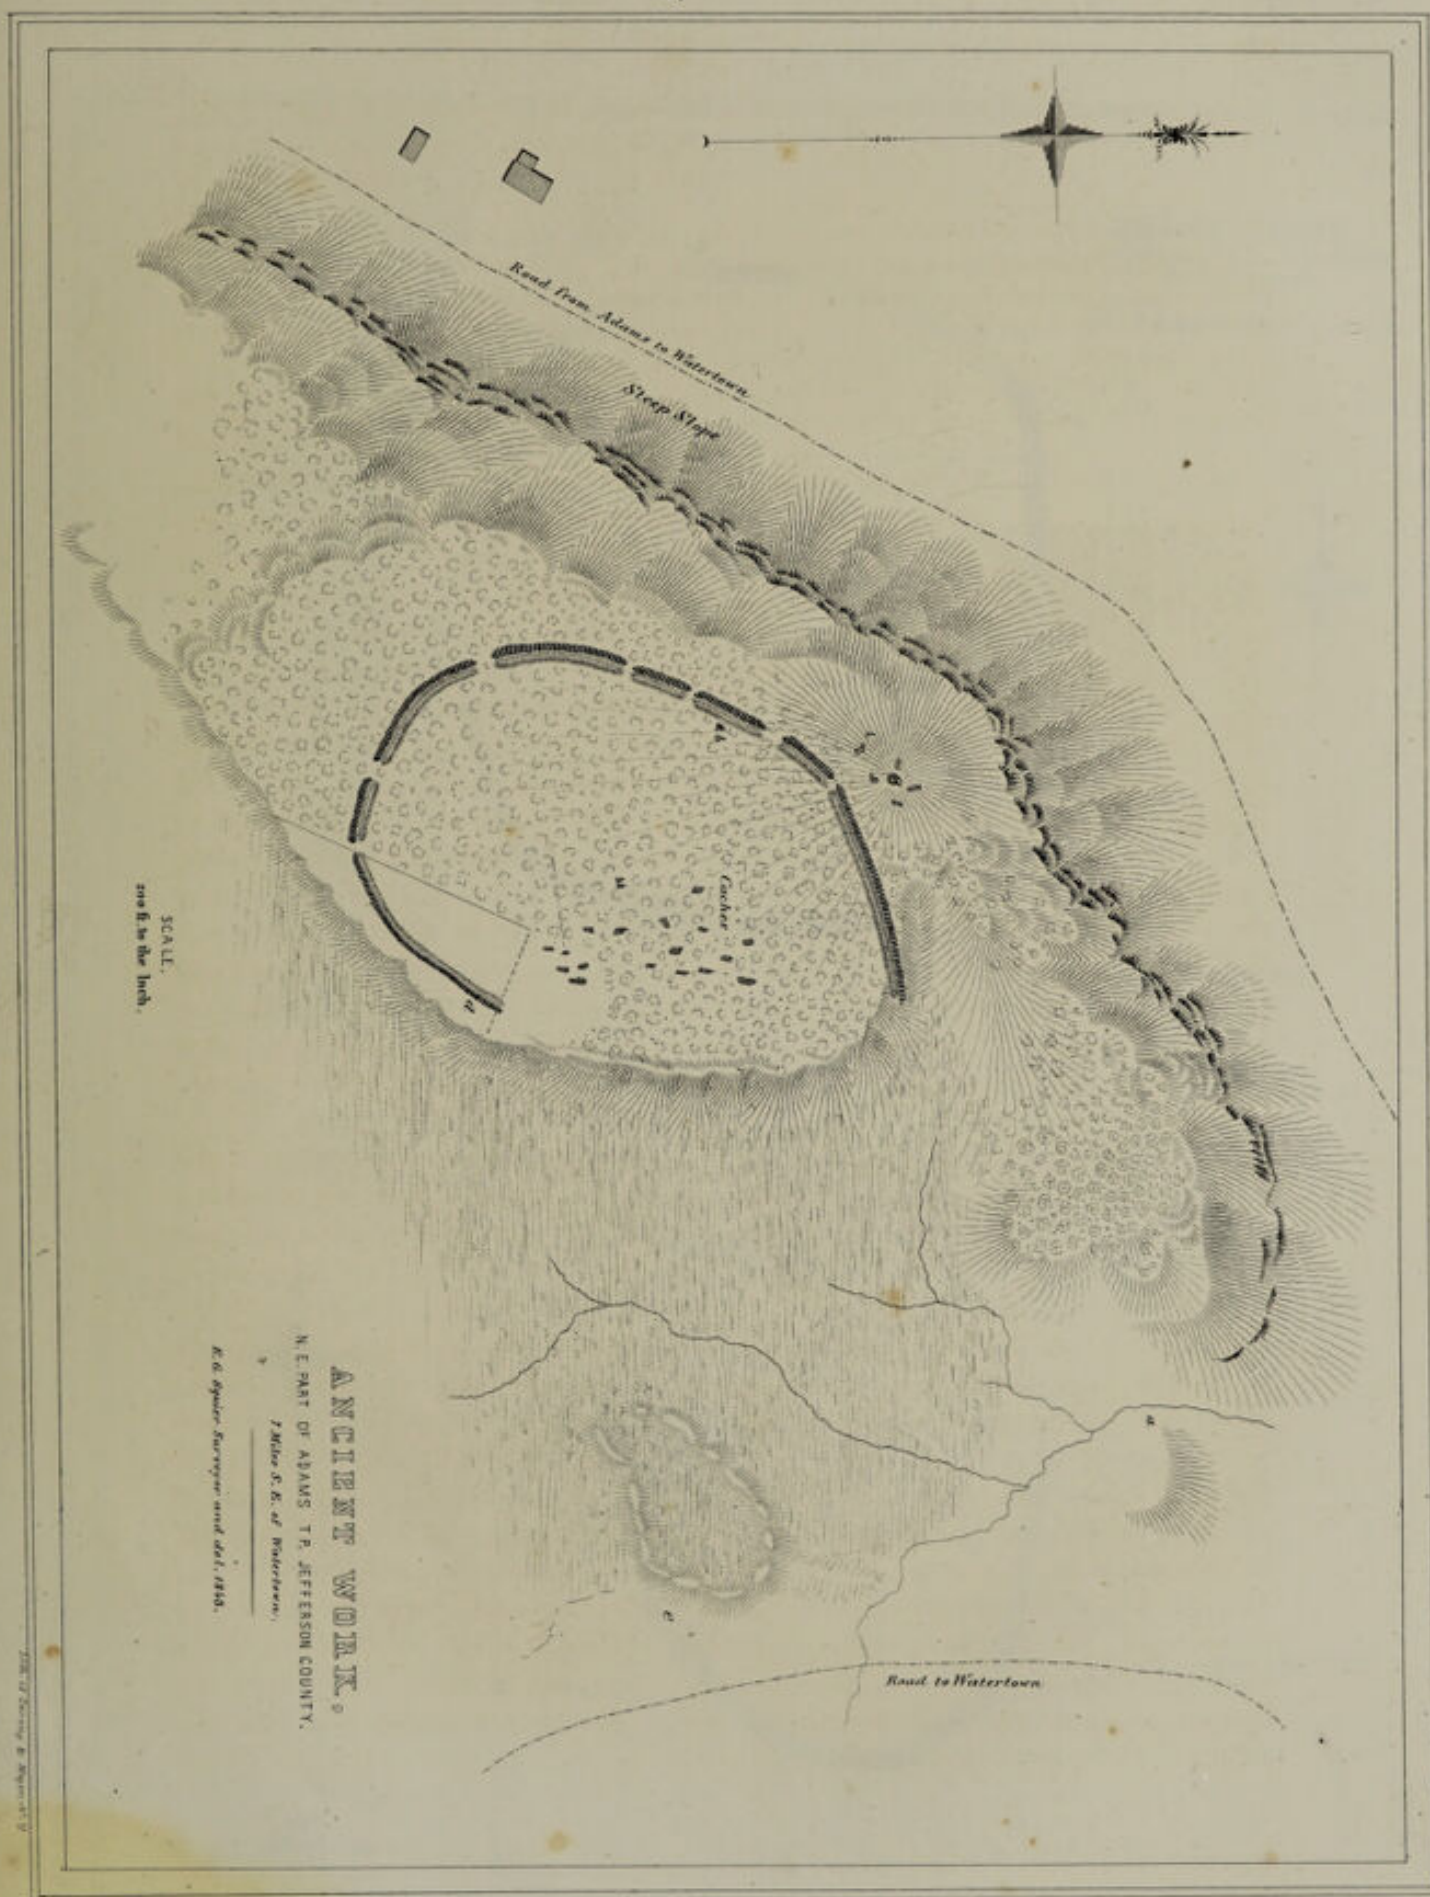 Road from Adams to Watertown
Steep Slope
b
B
Caches
a
SCALE.
200 ft. to the Inch.
ANCIENT WORK.
N. E. PART OF ADAMS T P. JEFFERSON COUNTY.
7 Miles S. E. of Watertown.
E. G. Squier Surveyor and del. 1848.
a
e
Road to Watertown